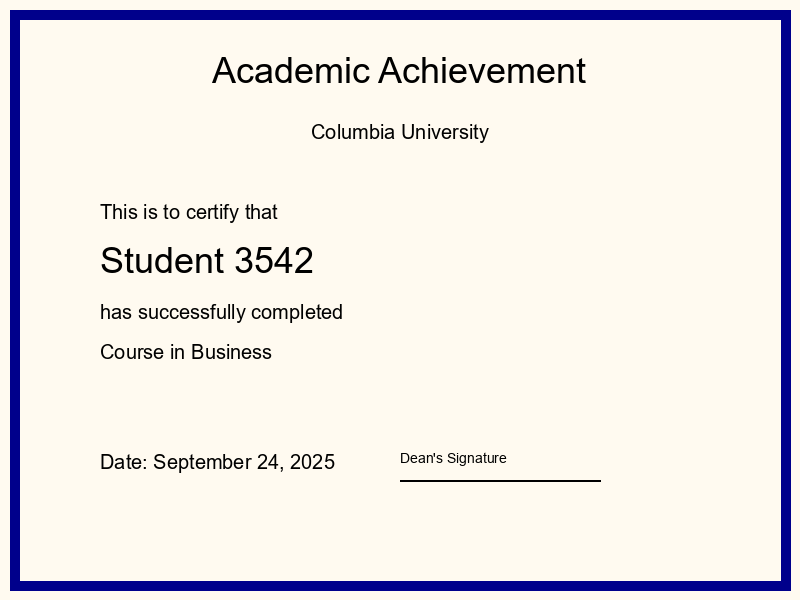 Academic Achievement
Columbia University
This is to certify that
Student 3542
has successfully completed
Course in Business
Date: September 24, 2025
Dean's Signature